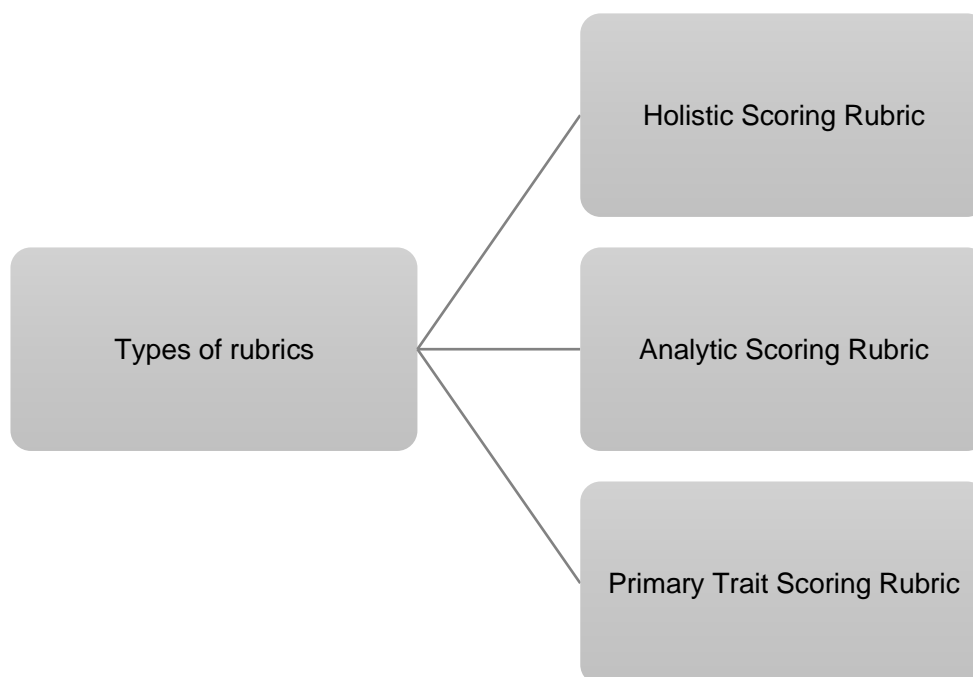 Types of rubrics
Holistic Scoring Rubric
Analytic Scoring Rubric
Primary Trait Scoring Rubric